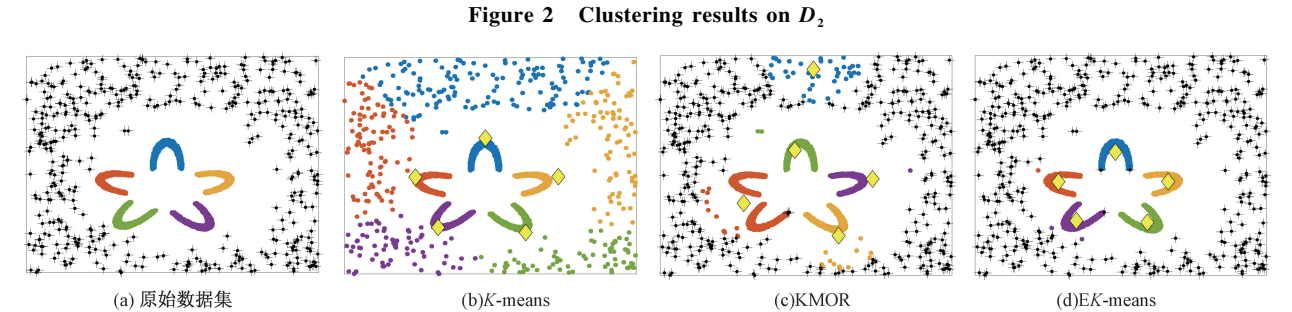 Figure 2 Clustering results on D₂
(a) 原始数据集
(b)K-means
(c)KMOR
(d)EK-means